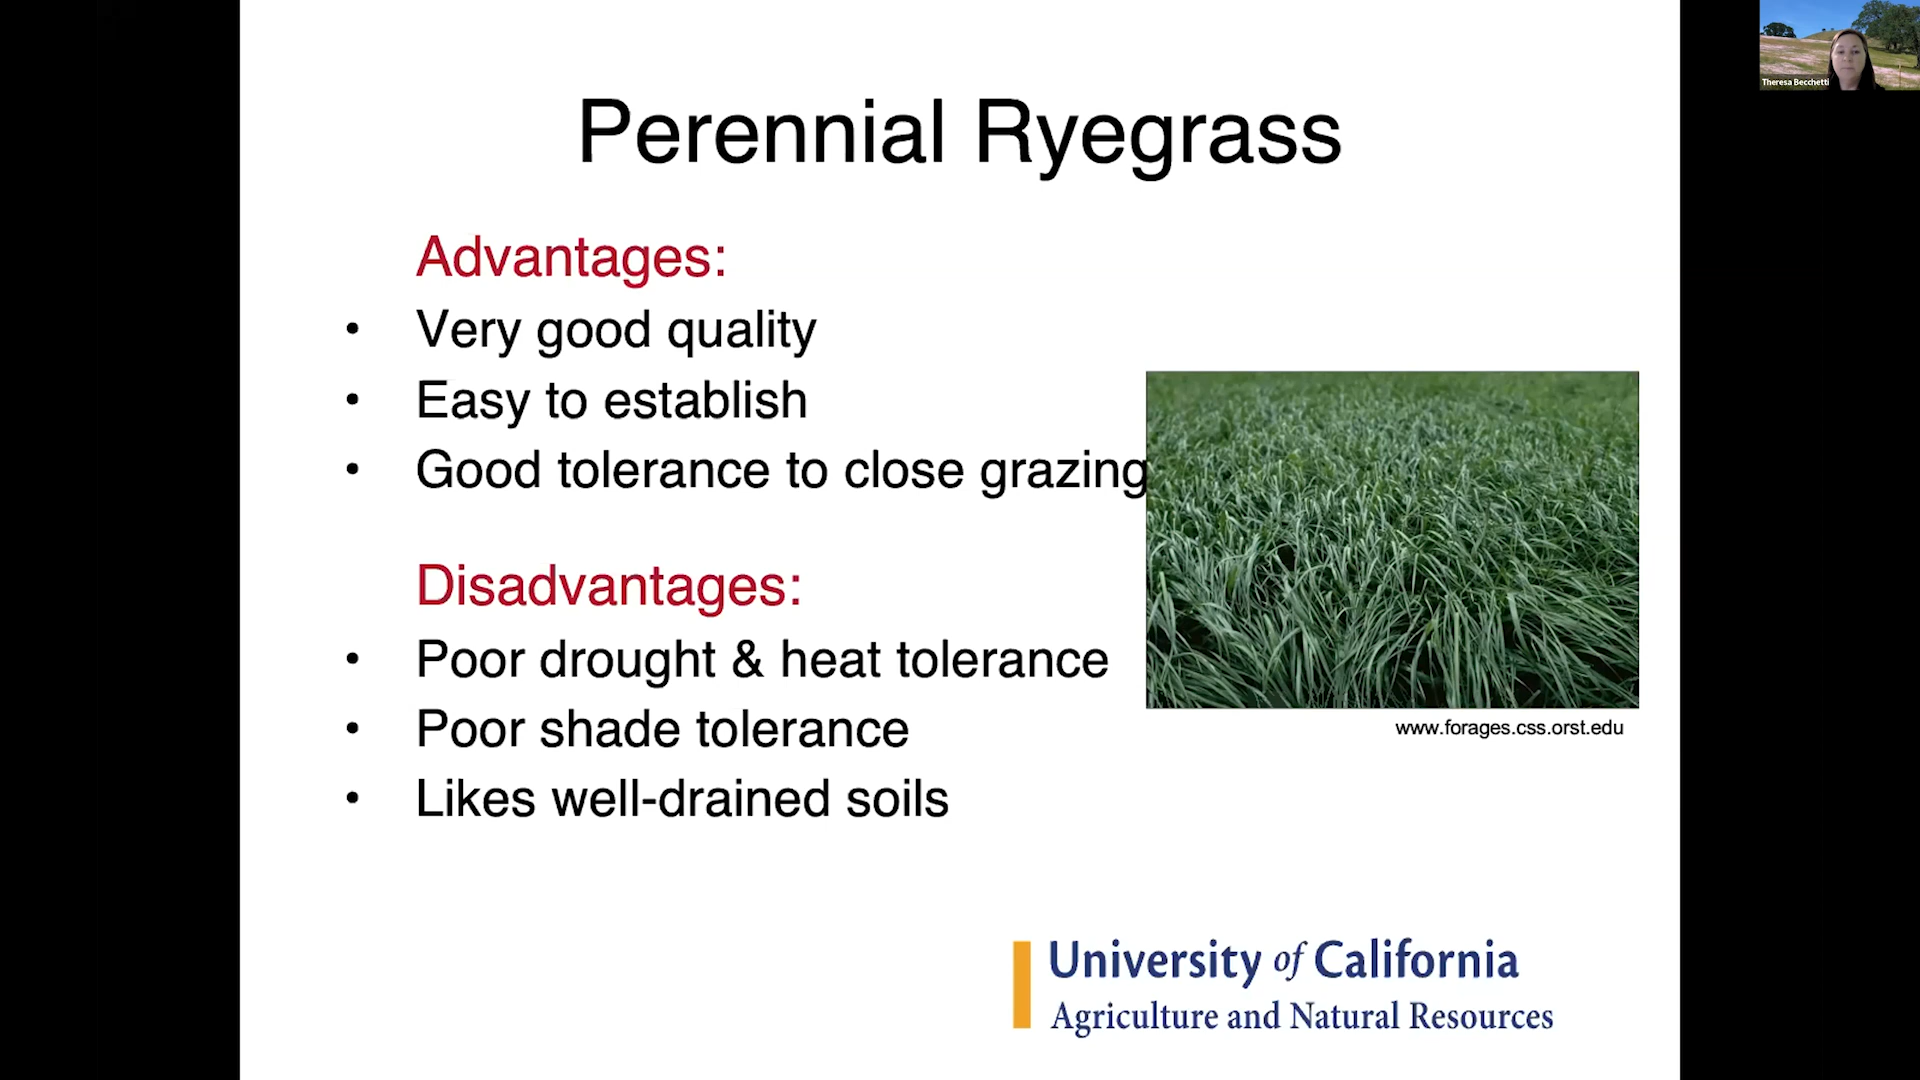 Perennial Ryegrass
Theresa Becchetti
Advantages:
• Very good quality
• Easy to establish
• Good tolerance to close grazing
Disadvantages:
• Poor drought & heat tolerance
• Poor shade tolerance
• Likes well-drained soils
www.forages.css.orst.edu
University of California
Agriculture and Natural Resources